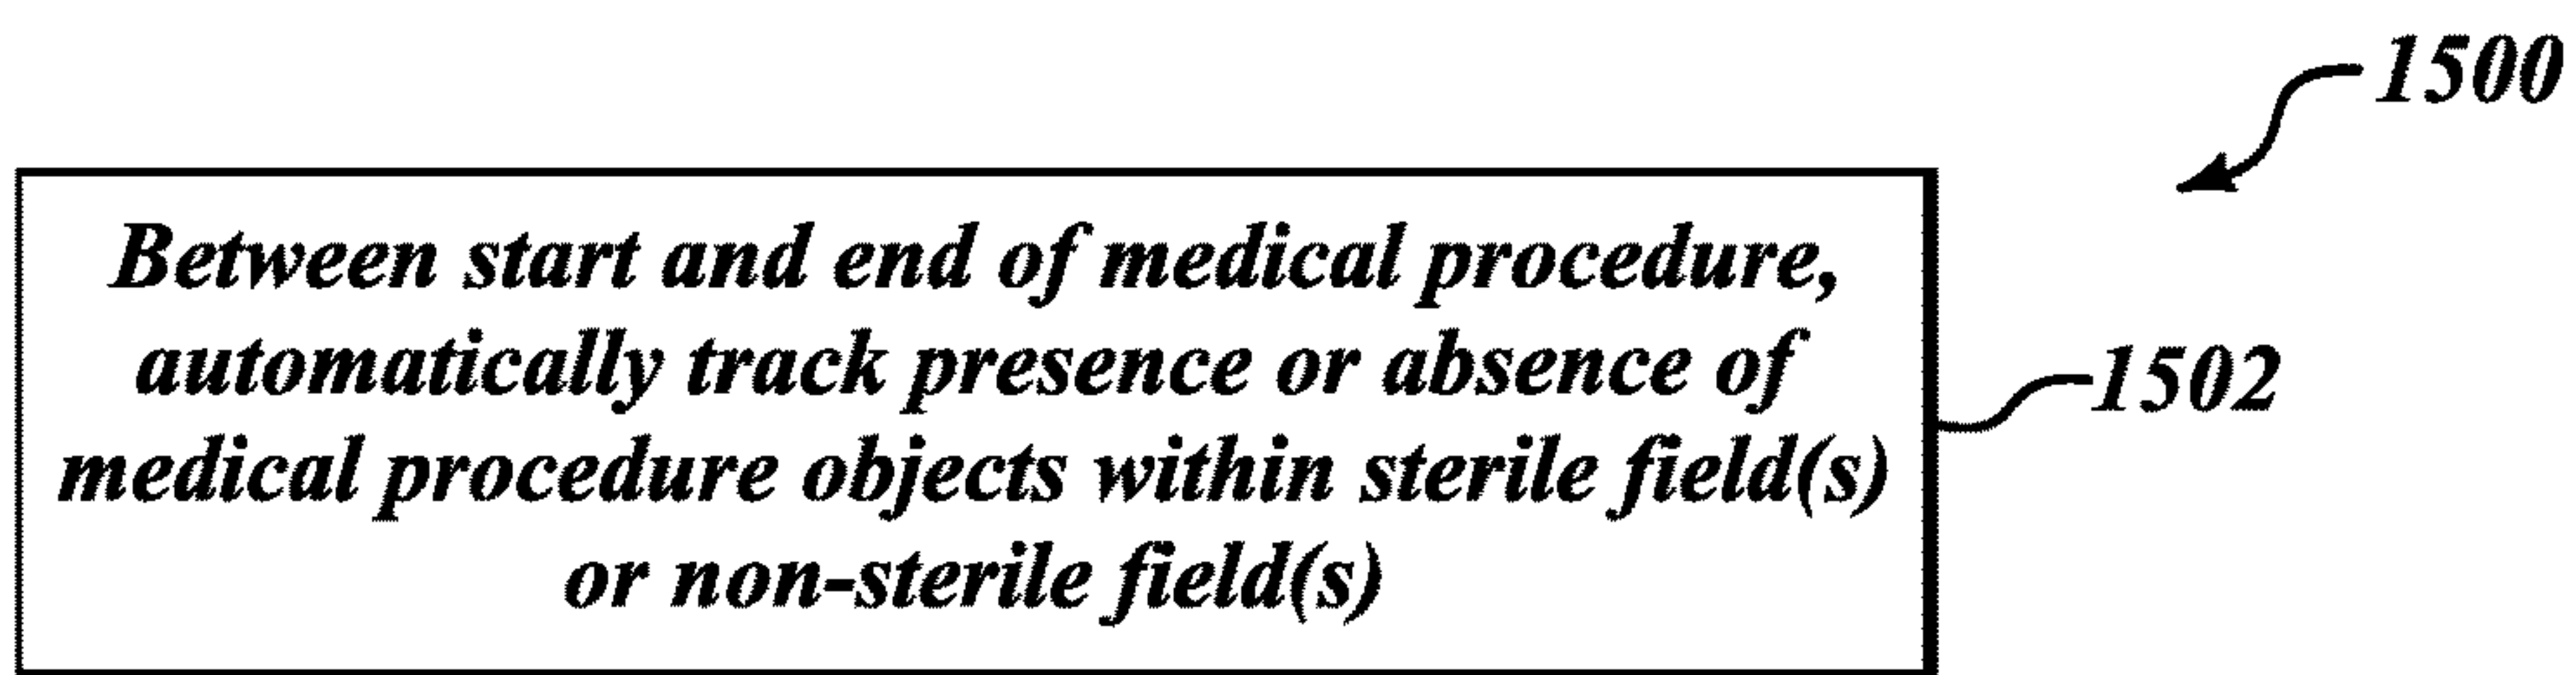 1500
Between start and end of medical procedure,
automatically track presence or absence of
medical procedure objects within sterile field(s)
or non-sterile field(s)
1502